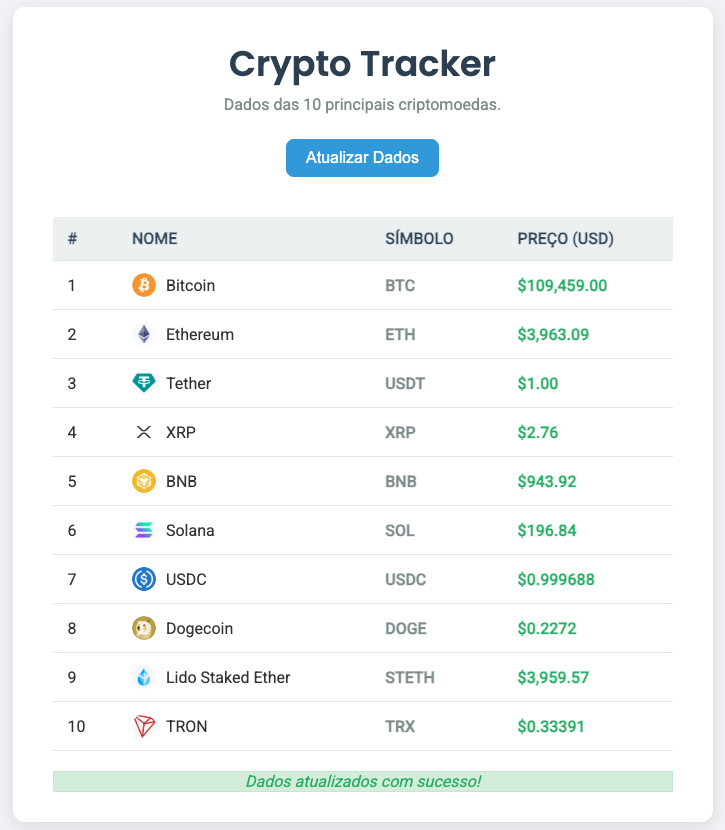 Crypto Tracker
Dados das 10 principais criptomoedas.
Atualizar Dados
# NOME SÍMBOLO PREÇO (USD)
1 Bitcoin BTC $109,459.00
2 Ethereum ETH $3,963.09
3 Tether USDT $1.00
4 XRP XRP $2.76
5 BNB BNB $943.92
6 Solana SOL $196.84
7 USDC USDC $0.999688
8 Dogecoin DOGE $0.2272
9 Lido Staked Ether STETH $3,959.57
10 TRON TRX $0.33391
Dados atualizados com sucesso!